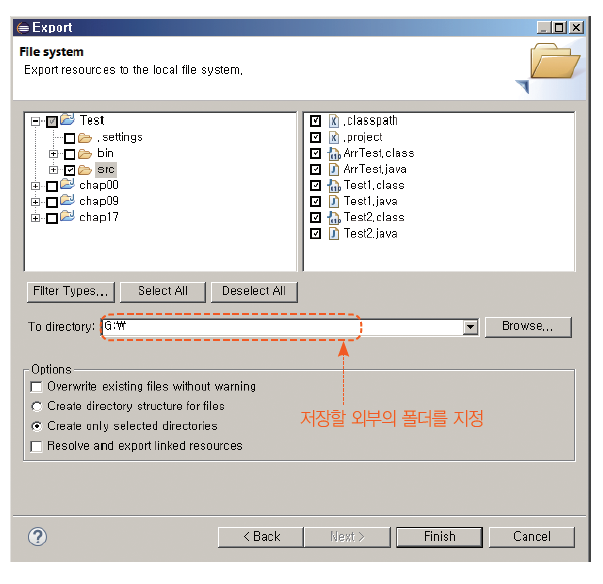 Export
File system
Export resources to the local file system.
Test
.settings
bin
src
chap00
chap09
chap17
.classpath
.project
ArrTest.class
ArrTest.java
Test1.class
Test1.java
Test2.class
Test2.java
Filter Types...
Select All
Deselect All
To directory: G:₩
Browse...
Options
Overwrite existing files without warning
Create directory structure for files
Create only selected directories
Resolve and export linked resources
저장할 외부의 폴더를 지정
?
< Back
Next >
Finish
Cancel